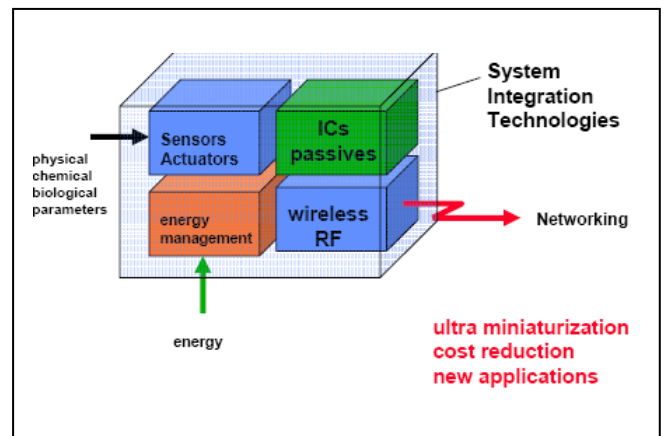 System
Integration
Technologies
Sensors
Actuators
ICs
passives
physical
chemical
biological
parameters
energy
management
wireless
RF
Networking
energy
ultra miniaturization
cost reduction
new applications